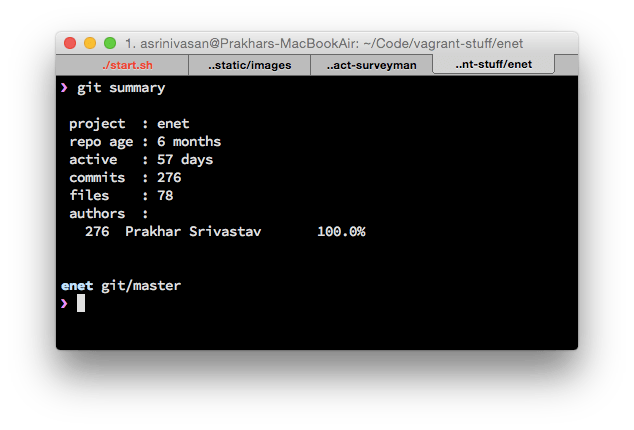 1. asrinivasan@Prakhars-MacBookAir: ~/Code/vagrant-stuff/enet
./start.sh ..static/images ..act-surveyman ..nt-stuff/enet
❯ git summary
project : enet
repo age : 6 months
active : 57 days
commits : 276
files : 78
authors :
276 Prakhar Srivastav 100.0%
enet git/master
❯